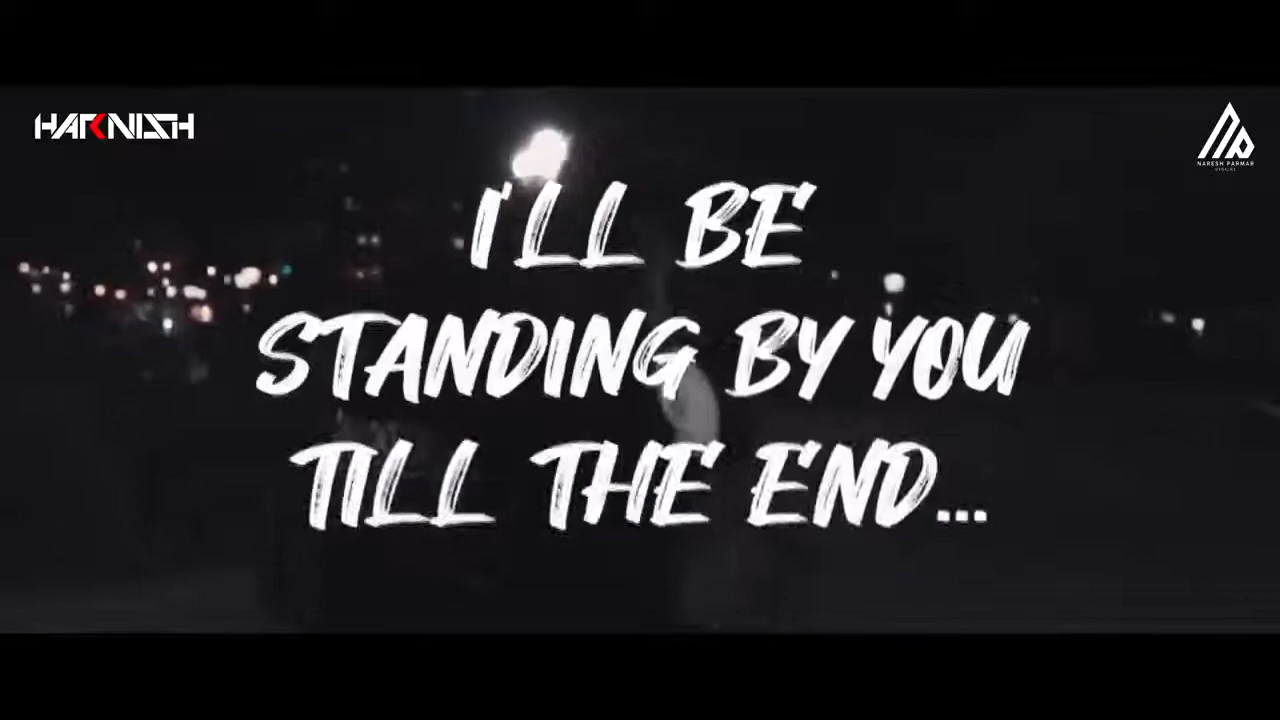 HARNISH
NARESH PARMAR
I'LL BE
STANDING BY YOU
TILL THE END...